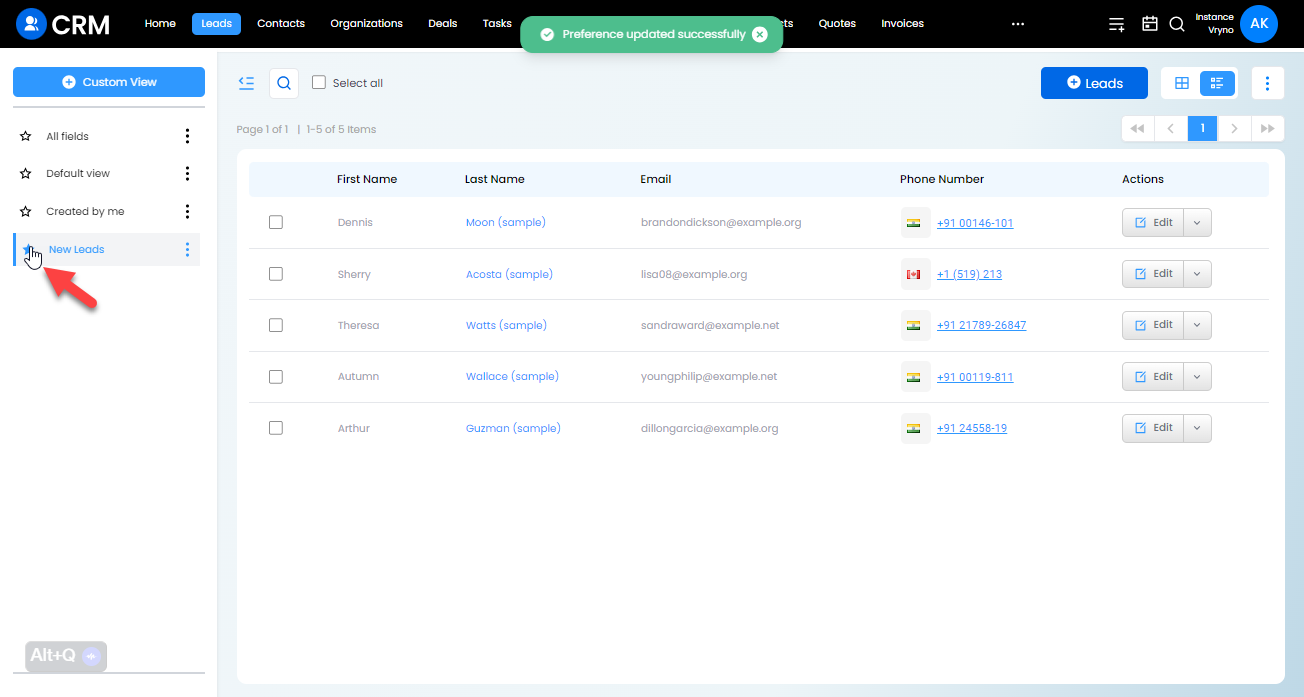 CRM
Home Leads Contacts Organizations Deals Tasks Quotes Invoices
Preference updated successfully
Instance
Vryno
AK
Custom View
Select all
Leads
All fields
Page 1 of 1 | 1-5 of 5 Items
1
Default view
Created by me
New Leads
First Name Last Name Email Phone Number Actions
Dennis Moon (sample) brandondickson@example.org +91 00146-101 Edit
Sherry Acosta (sample) lisa08@example.org +1 (519) 213 Edit
Theresa Watts (sample) sandraward@example.net +91 21789-26847 Edit
Autumn Wallace (sample) youngphilip@example.net +91 00119-811 Edit
Arthur Guzman (sample) dillongarcia@example.org +91 24558-19 Edit
Alt+Q